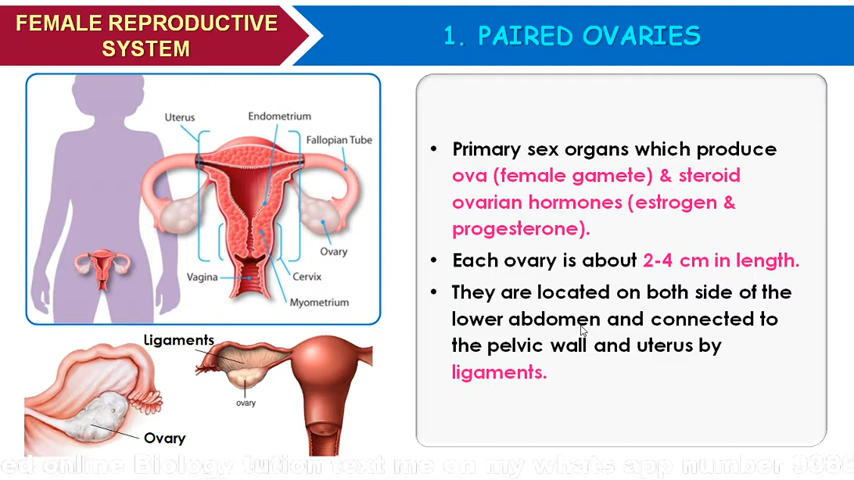 FEMALE REPRODUCTIVE
SYSTEM
1. PAIRED OVARIES
Uterus
Endometrium
Fallopian Tube
Ovary
Vagina
Cervix
Myometrium
Ligaments
ovary
Ovary
• Primary sex organs which produce
ova (female gamete) & steroid
ovarian hormones (estrogen &
progesterone).
• Each ovary is about 2-4 cm in length.
• They are located on both side of the
lower abdomen and connected to
the pelvic wall and uterus by
ligaments.
online Biology tution text me on my whats app number